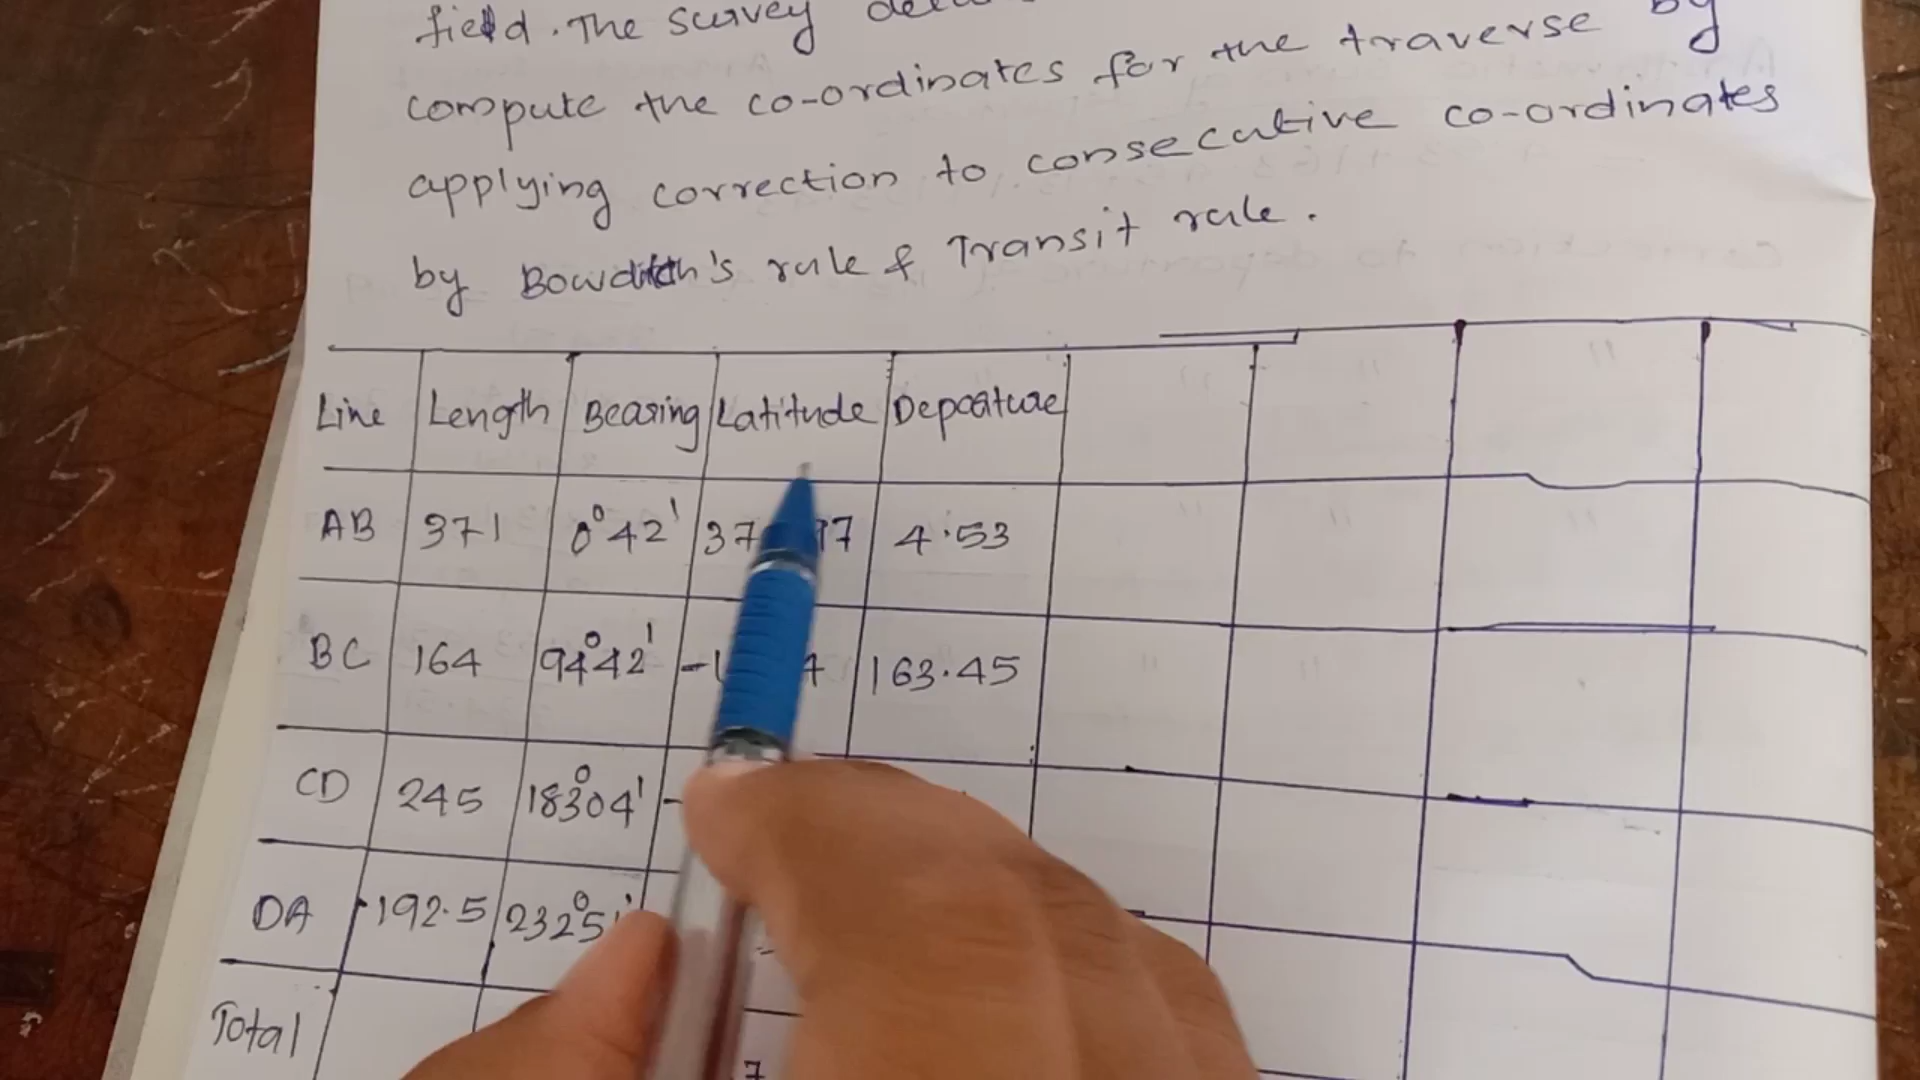 field. The survey
compute the co-ordinates for the traverse by
applying correction to consecutive co-ordinates
by Bowditch's rule & Transit rule.
Line Length Bearing Latitude Departure
AB 371 0°42' 4.53
BC 164 94°42' 163.45
CD 245 183°04'
DA 192.5 232°51'
Total